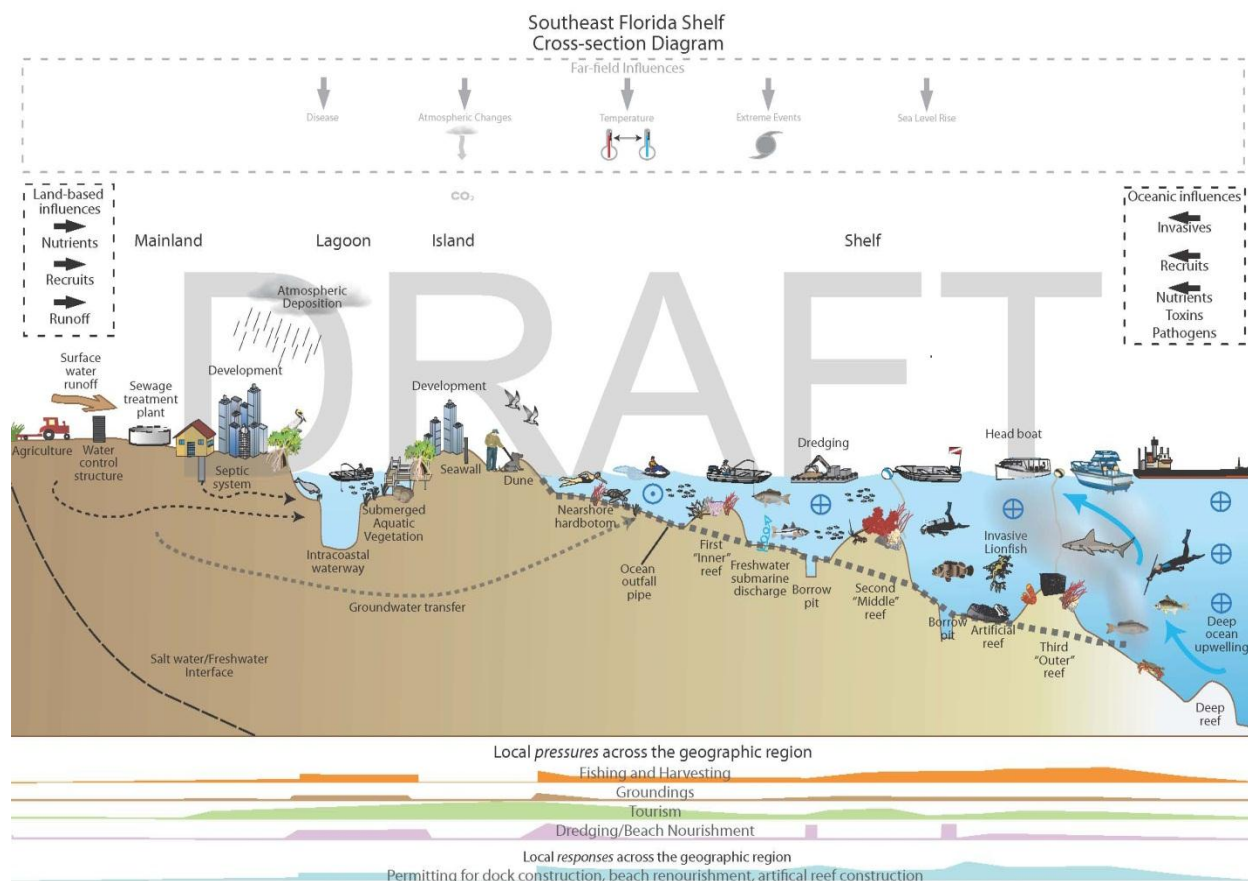 Southeast Florida Shelf
Cross-section Diagram
Far-field Influences
Disease
Atmospheric Changes
Temperature
Extreme Events
Sea Level Rise
CO₂
Land-based
influences
Nutrients
Recruits
Runoff
Oceanic influences
Invasives
Recruits
Nutrients
Toxins
Pathogens
Mainland
Lagoon
Island
Shelf
DRAFT
Atmospheric
Deposition
Surface
water
runoff
Sewage
treatment
plant
Development
Development
Dredging
Head boat
Agriculture
Water
control
structure
Septic
system
Seawall
Dune
Submerged
Aquatic
Vegetation
Intracoastal
waterway
Nearshore
hardbotom
Ocean
outfall
pipe
First
"Inner"
reef
Freshwater
submarine
discharge
Borrow
pit
Second
"Middle"
reef
Borrow
pit
Artificial
reef
Invasive
Lionfish
Third
"Outer"
reef
Deep
ocean
upwelling
Deep
reef
Groundwater transfer
Salt water/Freshwater
Interface
Local pressures across the geographic region
Fishing and Harvesting
Groundings
Tourism
Dredging/Beach Nourishment
Local responses across the geographic region
Permitting for dock construction, beach renourishment, artifical reef construction